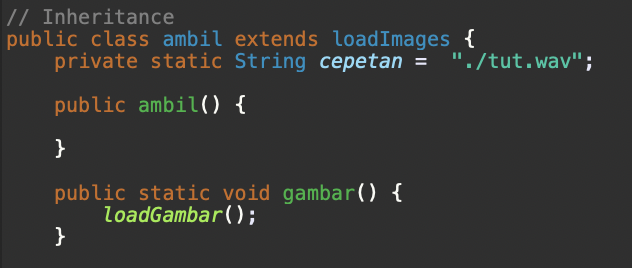 // Inheritance
public class ambil extends loadImages {
    private static String cepetan =  "./tut.wav";
    public ambil() {
    }
    public static void gambar() {
        loadGambar();
    }